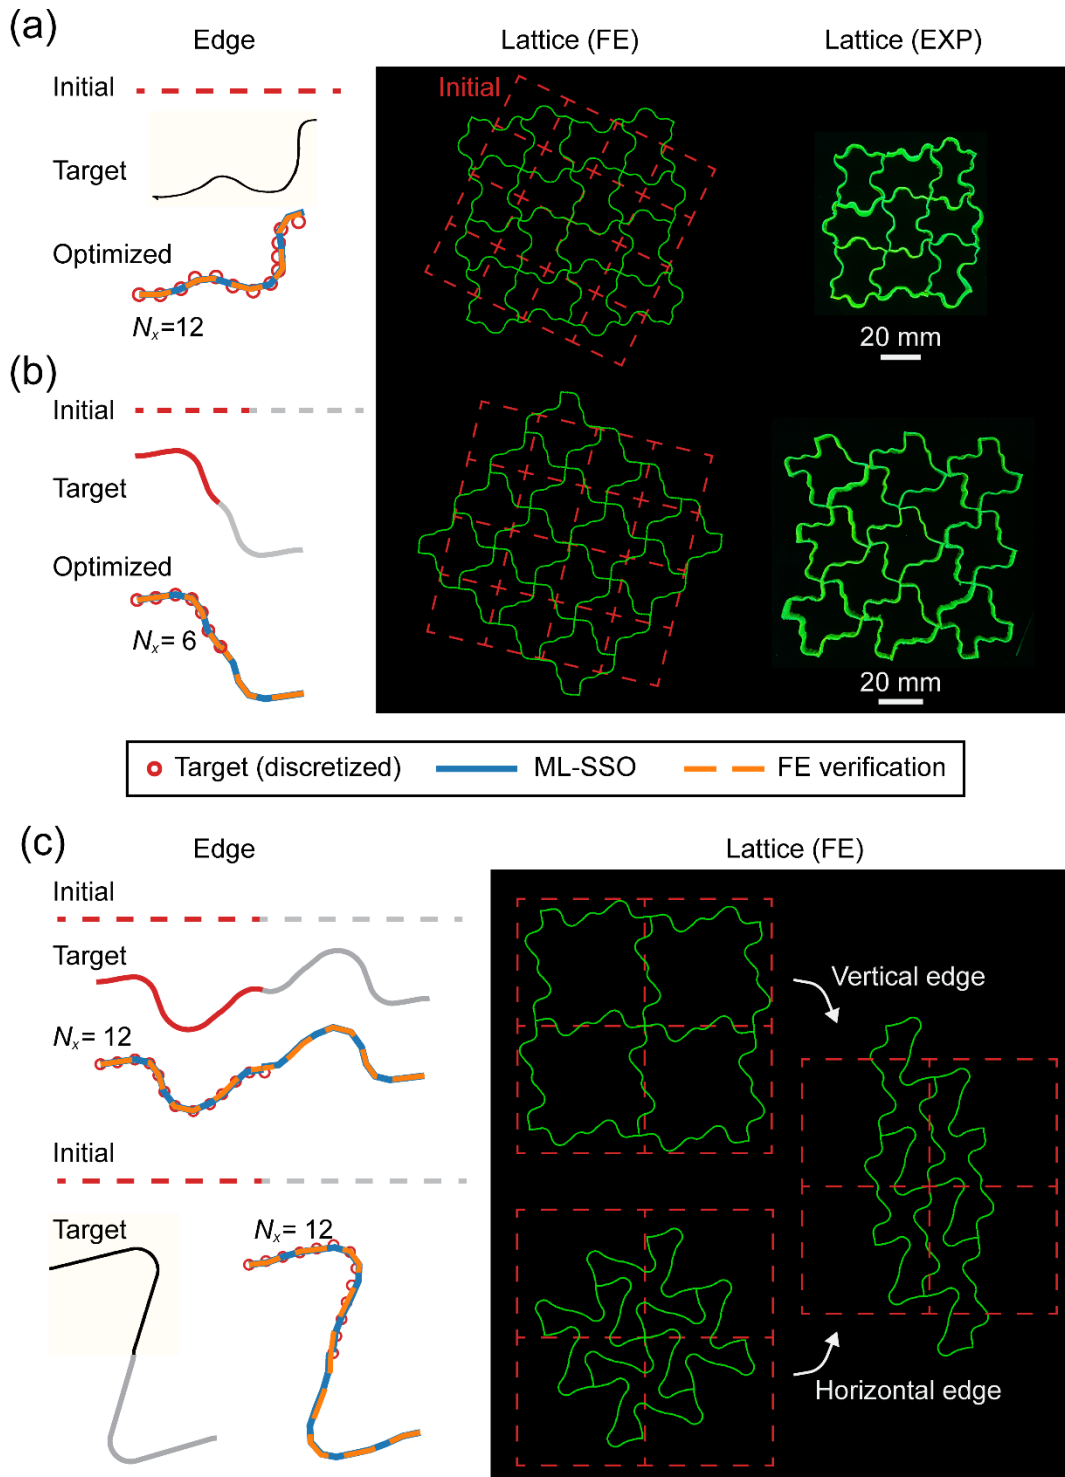 (a)
Edge
Lattice (FE)
Lattice (EXP)
Initial
Initial
Target
Optimized
Nₓ=12
20 mm
(b)
Initial
Target
Optimized
Nₓ= 6
20 mm
Target (discretized)
ML-SSO
FE verification
(c)
Edge
Lattice (FE)
Initial
Target
Vertical edge
Nₓ= 12
Initial
Target
Nₓ= 12
Horizontal edge